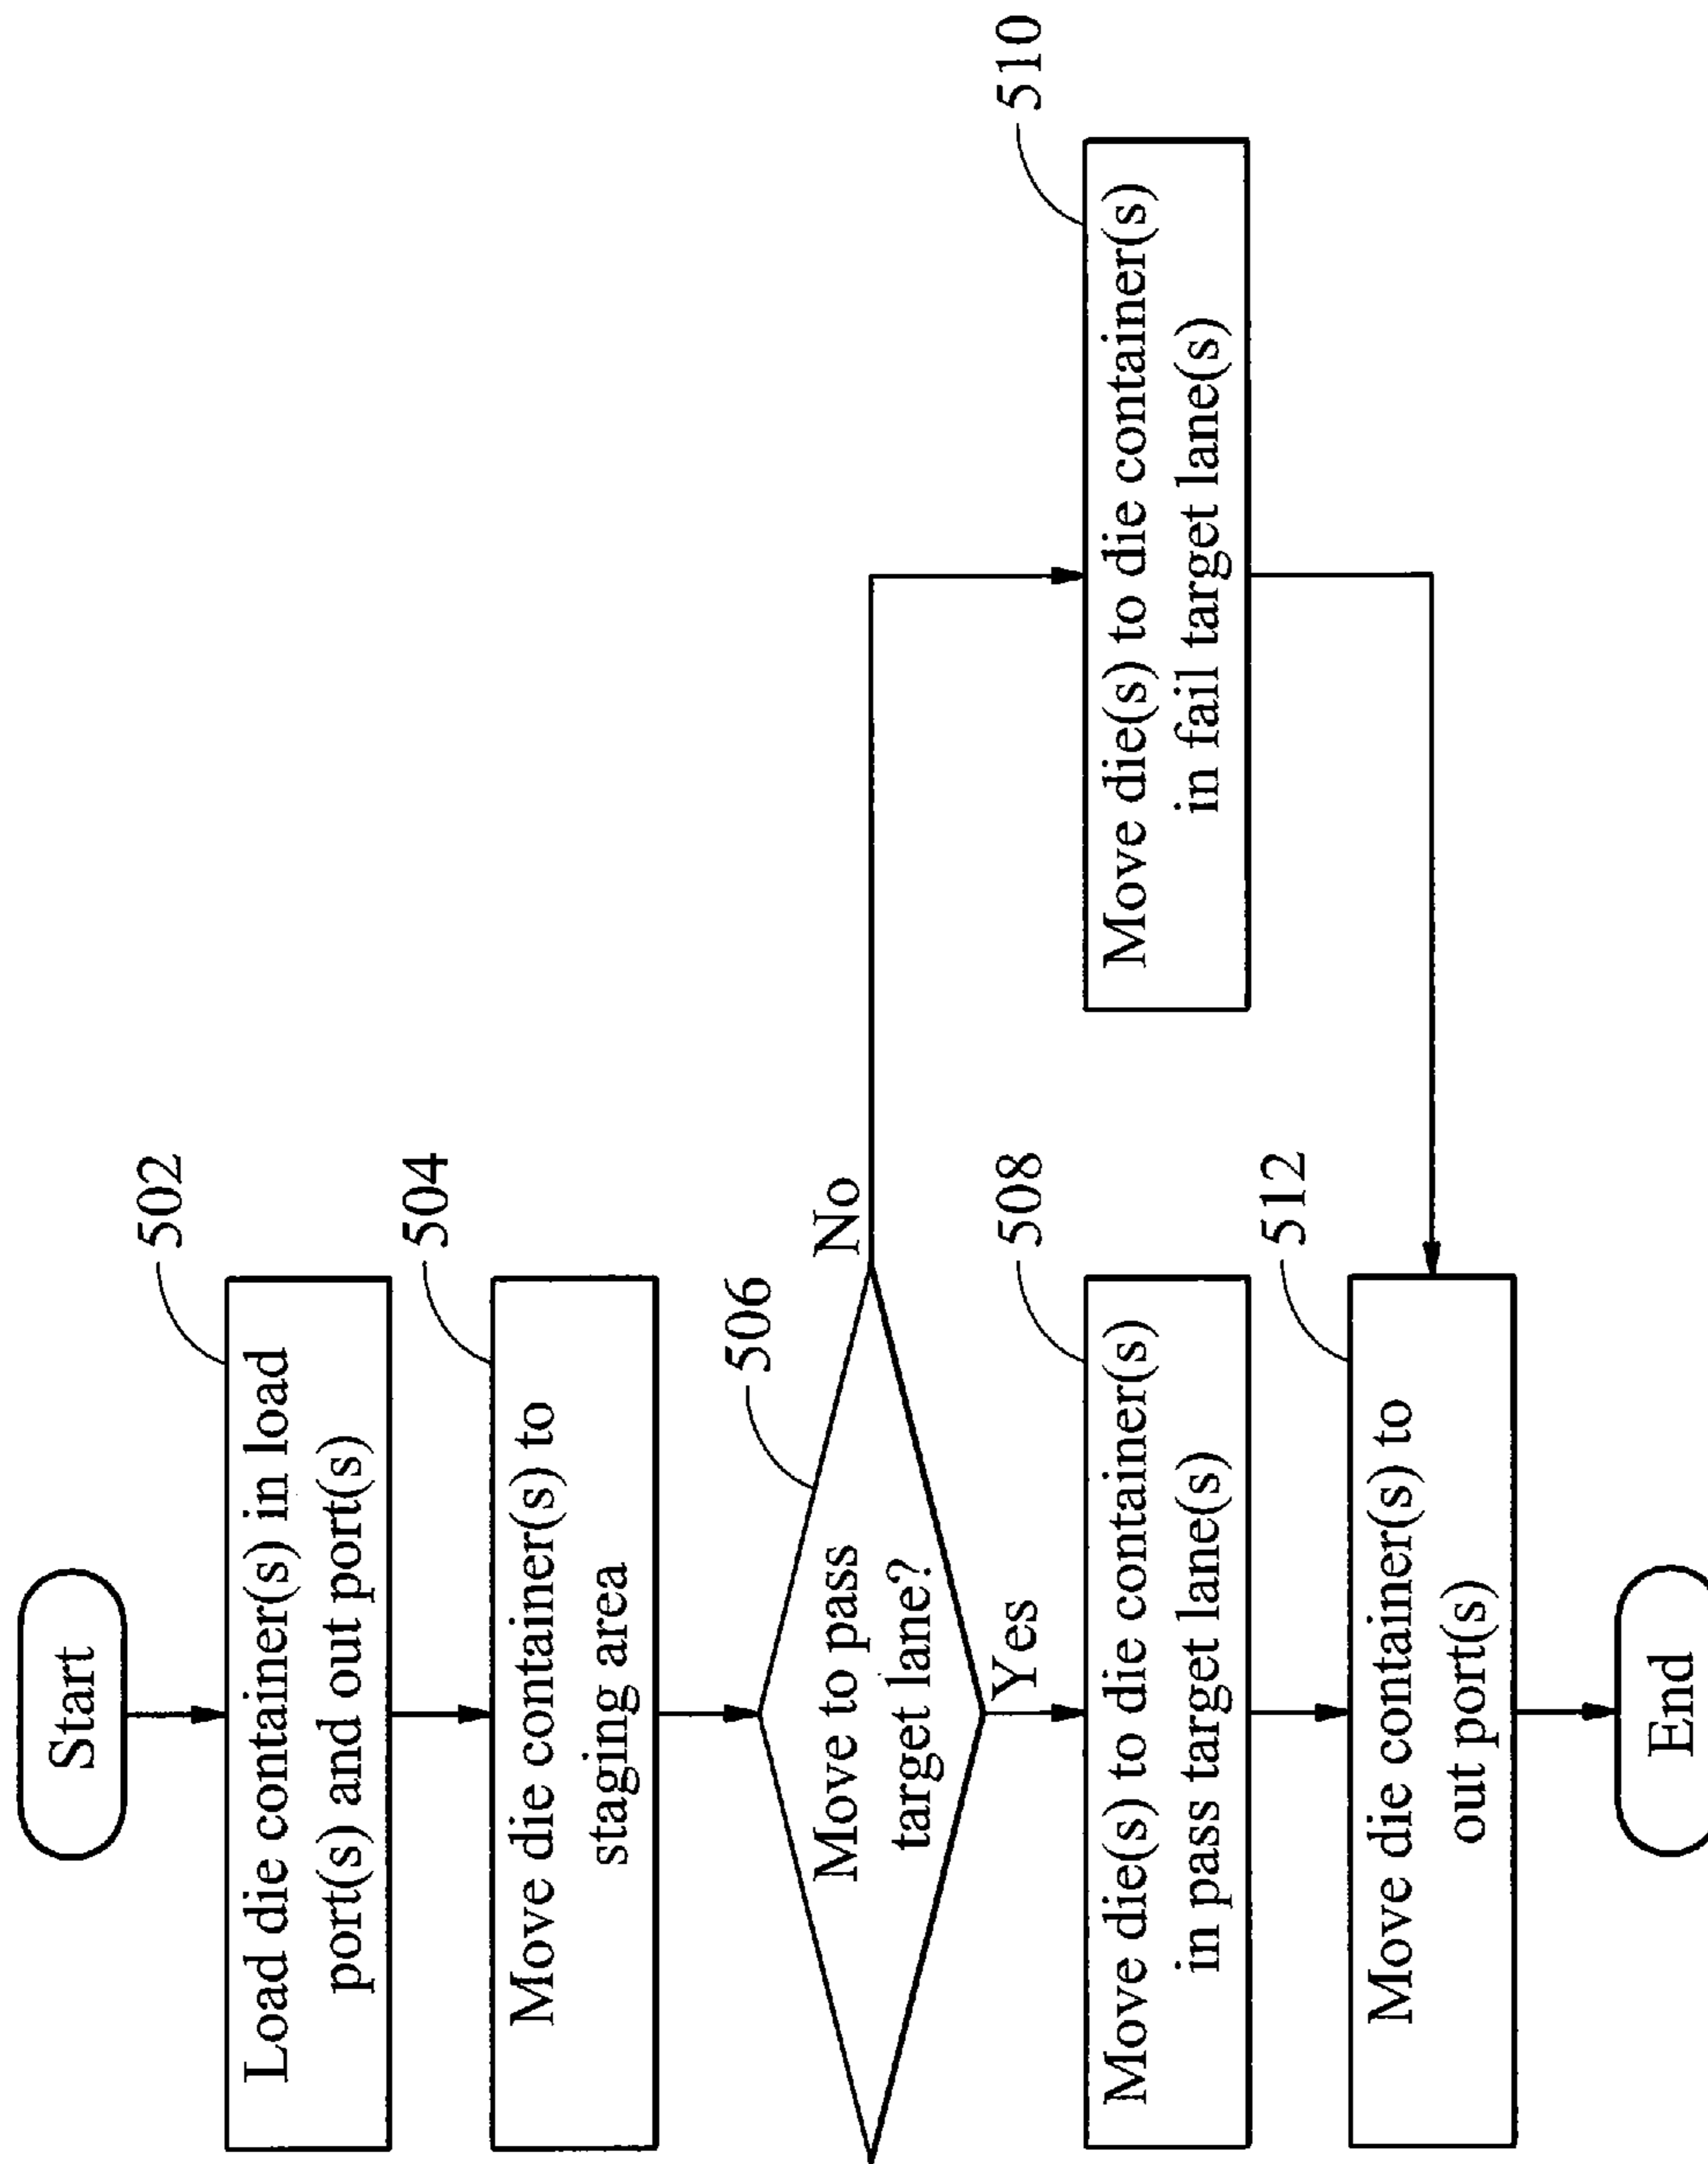 Start
502
Load die container(s) in load
port(s) and out port(s)
504
Move die container(s) to
staging area
506
Move to pass
target lane?
No
Yes
508
Move die(s) to die container(s)
in pass target lane(s)
510
Move die(s) to die container(s)
in fail target lane(s)
512
Move die container(s) to
out port(s)
End